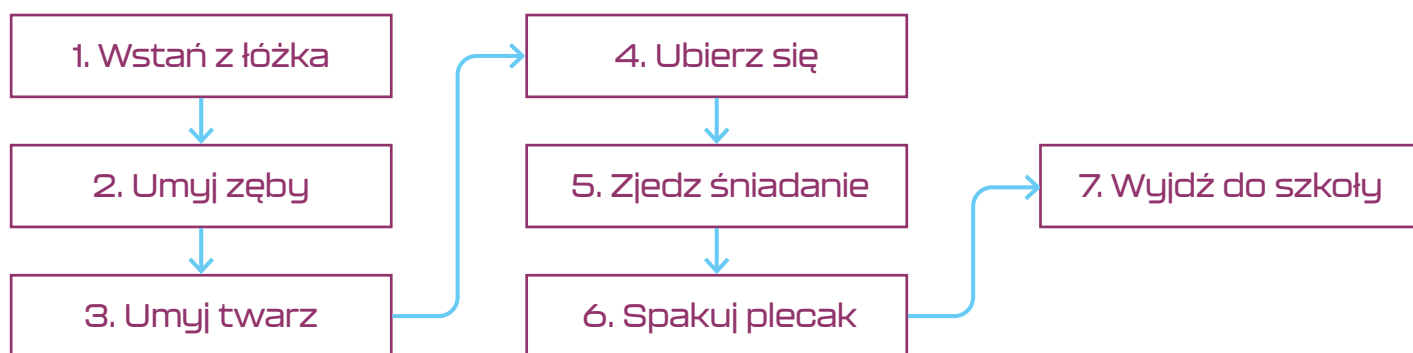 1. Wstań z łóżka
2. Umyj zęby
3. Umyj twarz
4. Ubierz się
5. Zjedz śniadanie
6. Spakuj plecak
7. Wyjdź do szkoły